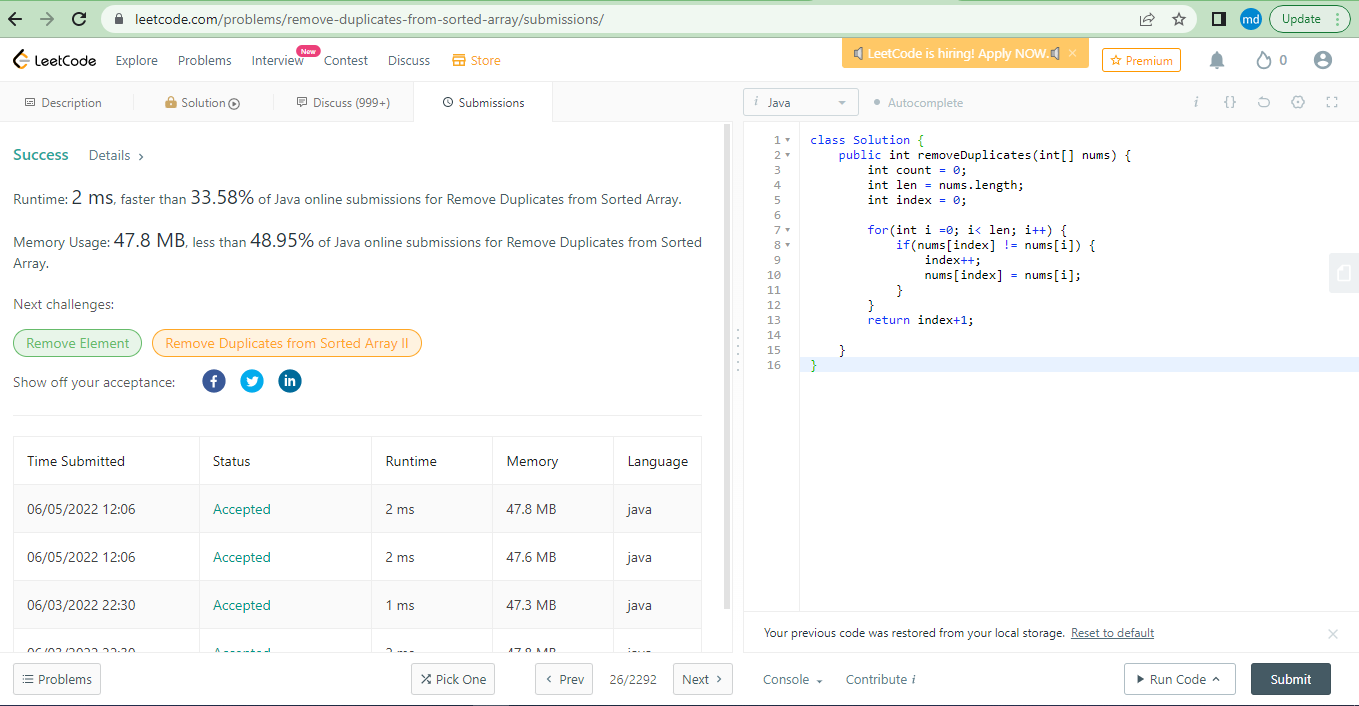 leetcode.com/problems/remove-duplicates-from-sorted-array/submissions/
md
Update
LeetCode
Explore
Problems
Interview
New
Contest
Discuss
Store
LeetCode is hiring! Apply NOW.
×
Premium
0
Description
Solution
Discuss (999+)
Submissions
i Java
Autocomplete
i
{}
Success
Details >
Runtime: 2 ms, faster than 33.58% of Java online submissions for Remove Duplicates from Sorted Array.
Memory Usage: 47.8 MB, less than 48.95% of Java online submissions for Remove Duplicates from Sorted
Array.
Next challenges:
Remove Element
Remove Duplicates from Sorted Array II
Show off your acceptance:
f
in
Time Submitted Status Runtime Memory Language
06/05/2022 12:06 Accepted 2 ms 47.8 MB java
06/05/2022 12:06 Accepted 2 ms 47.6 MB java
06/03/2022 22:30 Accepted 1 ms 47.3 MB java
1 class Solution {
2 public int removeDuplicates(int[] nums) {
3 int count = 0;
4 int len = nums.length;
5 int index = 0;
6
7 for(int i =0; i< len; i++) {
8 if(nums[index] != nums[i]) {
9 index++;
10 nums[index] = nums[i];
11 }
12 }
13 return index+1;
14
15 }
16 }
Your previous code was restored from your local storage. Reset to default
×
Problems
Pick One
< Prev
26/2292
Next >
Console
Contribute i
Run Code
Submit